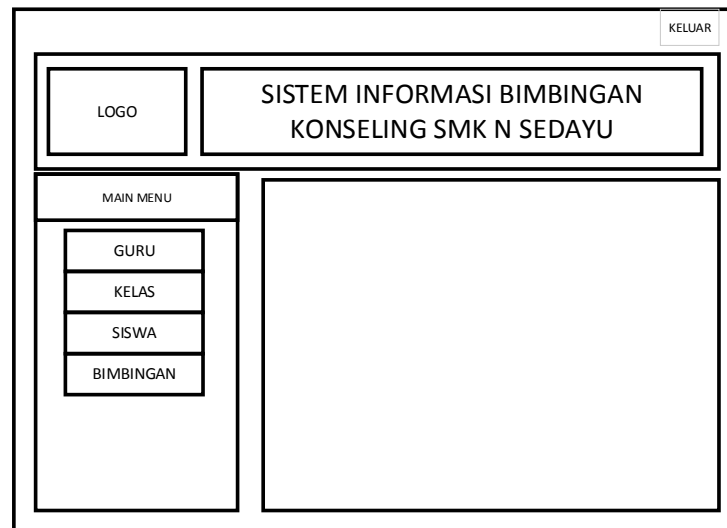 KELUAR
LOGO
SISTEM INFORMASI BIMBINGAN
KONSELING SMK N SEDAYU
MAIN MENU
GURU
KELAS
SISWA
BIMBINGAN